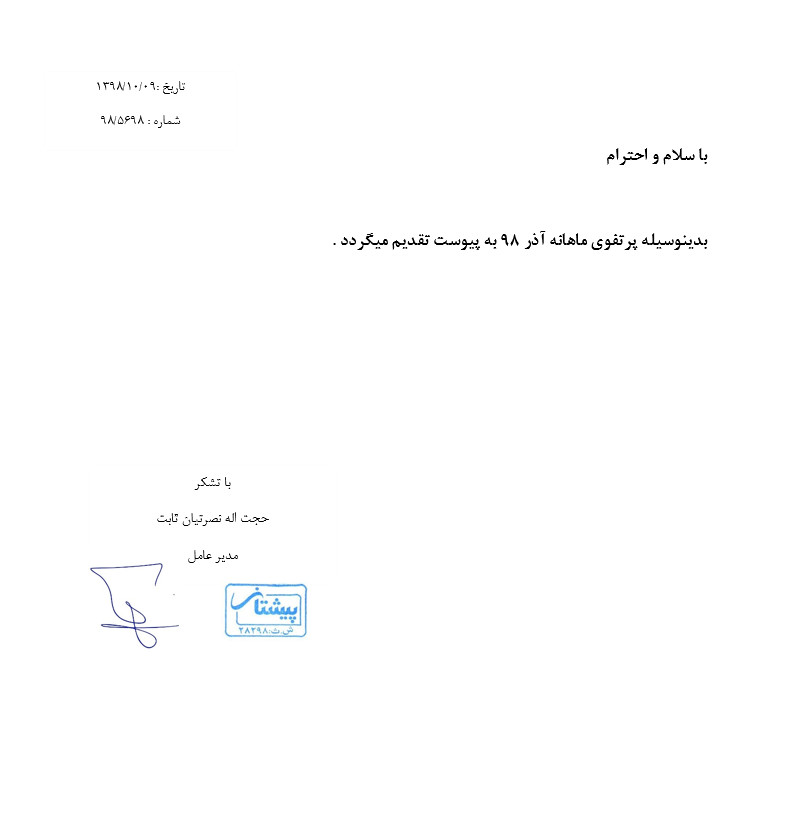 تاریخ :۱۳۹۸/۱۰/۰۹
شماره : ۹۸/۵۶۹۸
با سلام و احترام
بدینوسیله پرتفوی ماهانه آذر ۹۸ به پیوست تقدیم میگردد .
با تشکر
حجت اله نصرتیان ثابت
مدیر عامل
پیشتاز
ش.ث:۲۸۲۹۸